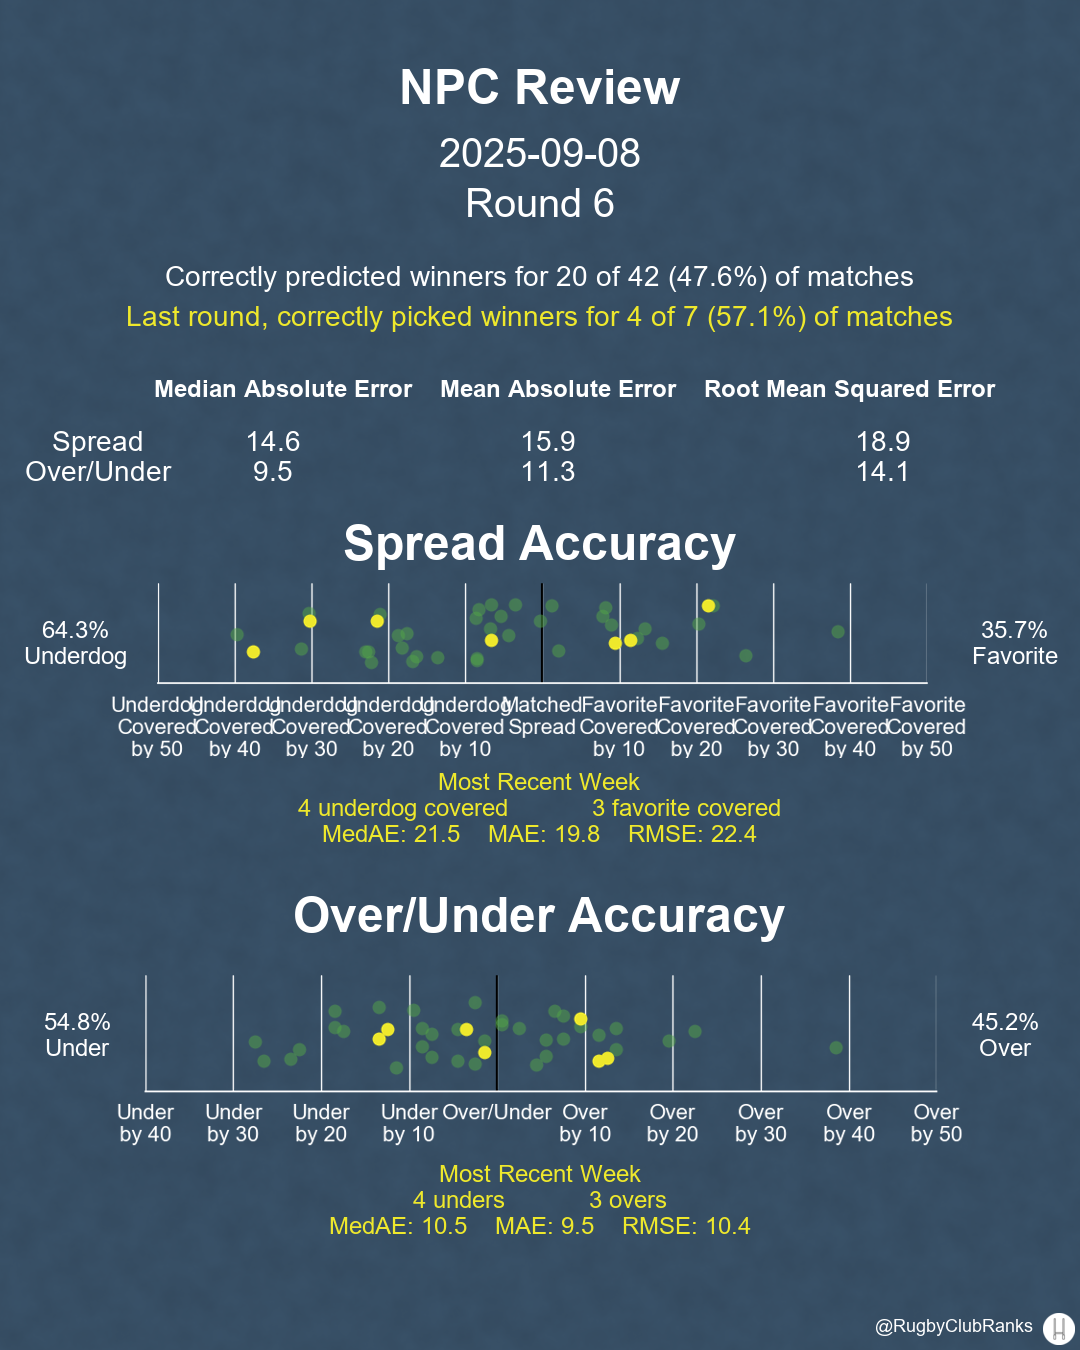 NPC Review
2025-09-08
Round 6
Correctly predicted winners for 20 of 42 (47.6%) of matches
Last round, correctly picked winners for 4 of 7 (57.1%) of matches
Median Absolute Error Mean Absolute Error Root Mean Squared Error
Spread 14.6 15.9 18.9
Over/Under 9.5 11.3 14.1
Spread Accuracy
64.3%
Underdog
35.7%
Favorite
Underdog Underdog Underdog Underdog Underdog Matched Favorite Favorite Favorite Favorite Favorite
Covered Covered Covered Covered Covered Spread Covered Covered Covered Covered Covered
by 50 by 40 by 30 by 20 by 10 by 10 by 20 by 30 by 40 by 50
Most Recent Week
4 underdog covered 3 favorite covered
MedAE: 21.5 MAE: 19.8 RMSE: 22.4
Over/Under Accuracy
54.8%
Under
45.2%
Over
Under Under Under Under Over/Under Over Over Over Over Over
by 40 by 30 by 20 by 10 by 10 by 20 by 30 by 40 by 50
Most Recent Week
4 unders 3 overs
MedAE: 10.5 MAE: 9.5 RMSE: 10.4
@RugbyClubRanks